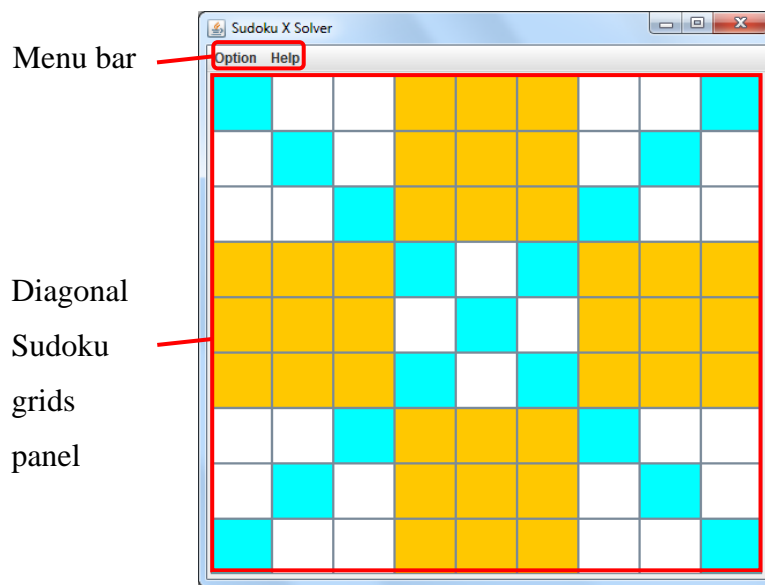 Sudoku X Solver
Menu bar
Option Help
Diagonal
Sudoku
grids
panel